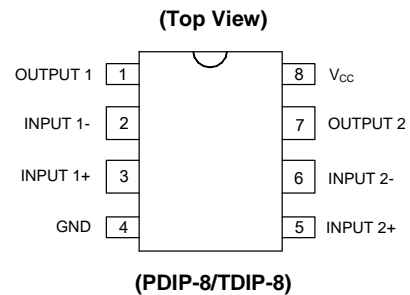 (Top View)
OUTPUT 1 1 8 Vcc
INPUT 1- 2 7 OUTPUT 2
INPUT 1+ 3 6 INPUT 2-
GND 4 5 INPUT 2+
(PDIP-8/TDIP-8)